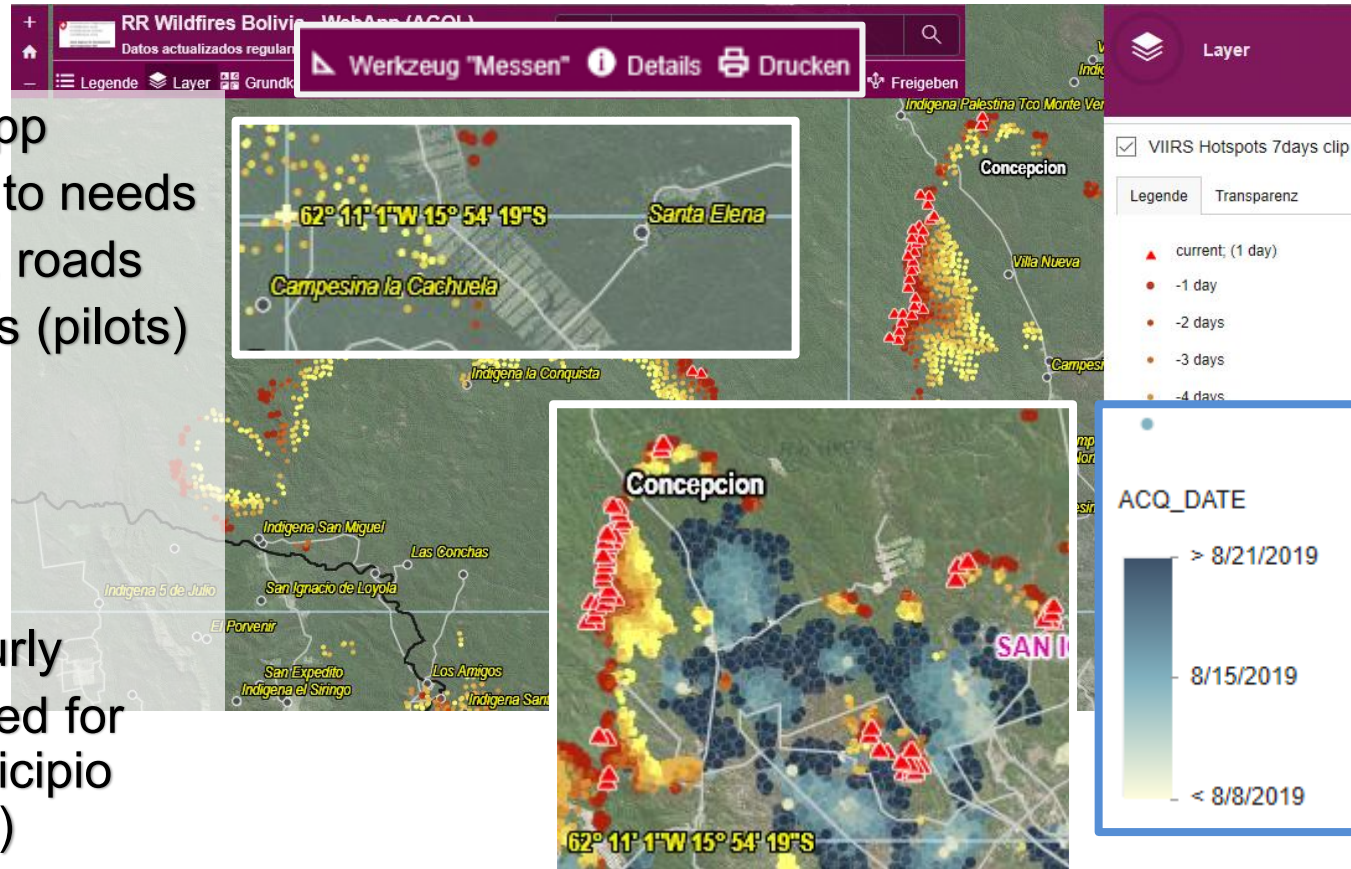 RR Wildfires Bolivia - WebApp (AGOL)
Datos actualizados regular
Werkzeug "Messen" Details Drucken
Legende Layer Grundk
Freigeben
Layer
pp
to needs
roads
s (pilots)
urly
ed for
icipio
)
62° 11' 1"W 15° 54' 19"S
Santa Elena
Campesina la Cachuela
Indigena Palestina Tco Monte Ver
Concepcion
Villa Nueva
Campesi
Indigena la Conquista
Indigena San Miguel
Las Conchas
Indigena 5 de Julio
San Ignacio de Loyola
El Porvenir
San Expedito
Indigena el Siringo
Los Amigos
Indigena Sant
Concepcion
SAN I
62° 11' 1"W 15° 54' 19"S
VIIRS Hotspots 7days clip
Legende Transparenz
current; (1 day)
-1 day
-2 days
-3 days
-4 days
ACQ_DATE
> 8/21/2019
8/15/2019
< 8/8/2019